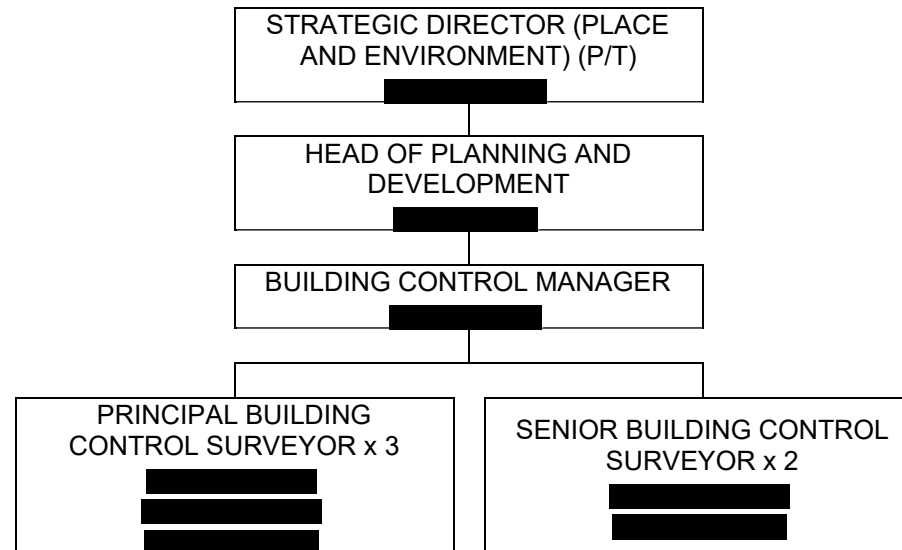 STRATEGIC DIRECTOR (PLACE
AND ENVIRONMENT) (P/T)
HEAD OF PLANNING AND
DEVELOPMENT
BUILDING CONTROL MANAGER
PRINCIPAL BUILDING
CONTROL SURVEYOR x 3
SENIOR BUILDING CONTROL
SURVEYOR x 2